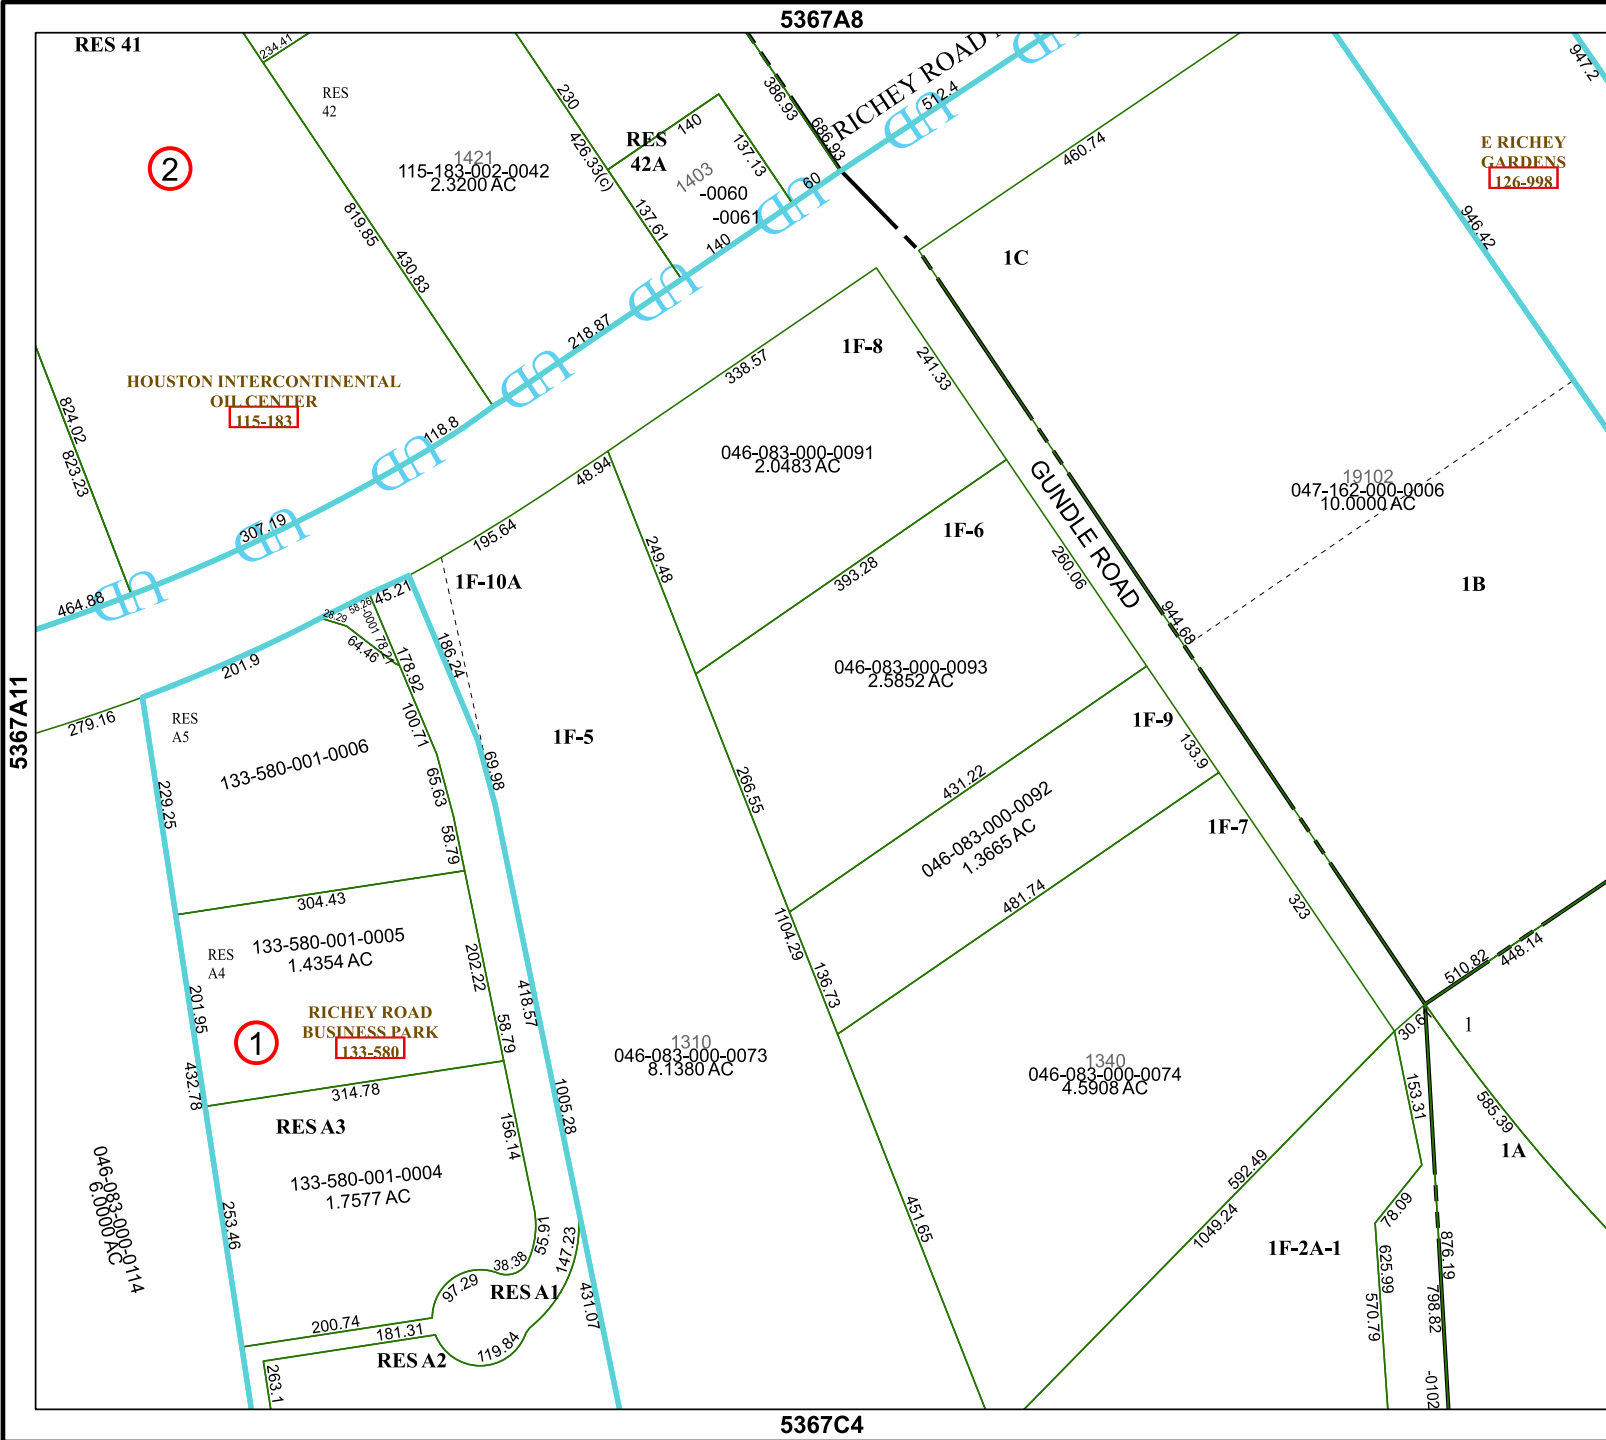 5367A8
RES 41
234.41
RES
42
230
426.33(c)
1421
115-183-002-0042
2.3200 AC
RES
42A
140
137.13
1403
-0060
-0061
137.61
140
60
386.93
686.93
RICHEY ROAD
512.4
460.74
947.2
E RICHEY
GARDENS
126-998
946.42
2
819.85
430.83
1C
218.87
HOUSTON INTERCONTINENTAL
OIL CENTER
115-183
118.8
824.02
823.23
307.19
464.88
338.57
1F-8
241.33
046-083-000-0091
2.0483 AC
48.94
195.64
GUNDLE ROAD
19102
047-162-000-0006
10.0000 AC
1F-6
249.48
393.28
260.06
1B
944.68
1F-10A
45.21
58.26
28.29
-0001
78.21
64.46
178.92
186.24
201.9
279.16
5367A11
RES
A5
133-580-001-0006
229.25
100.71
65.63
58.79
69.98
1F-5
046-083-000-0093
2.5852 AC
1F-9
133.9
266.55
431.22
046-083-000-0092
1.3665 AC
1F-7
481.74
323
304.43
RES
A4
133-580-001-0005
1.4354 AC
202.22
201.95
RICHEY ROAD
BUSINESS PARK
133-580
1
58.79
418.57
432.78
314.78
1104.29
136.73
510.82
448.14
30.61
1
1310
046-083-000-0073
8.1380 AC
1340
046-083-000-0074
4.5908 AC
153.31
585.39
1A
RES A3
156.14
1005.28
133-580-001-0004
1.7577 AC
046-083-000-0114
6.0000 AC
253.46
55.91
147.23
38.38
97.29
RES A1
431.07
451.65
592.49
1049.24
78.09
1F-2A-1
625.99
570.79
876.19
798.82
-0102
200.74
181.31
119.84
RES A2
263.1
5367C4